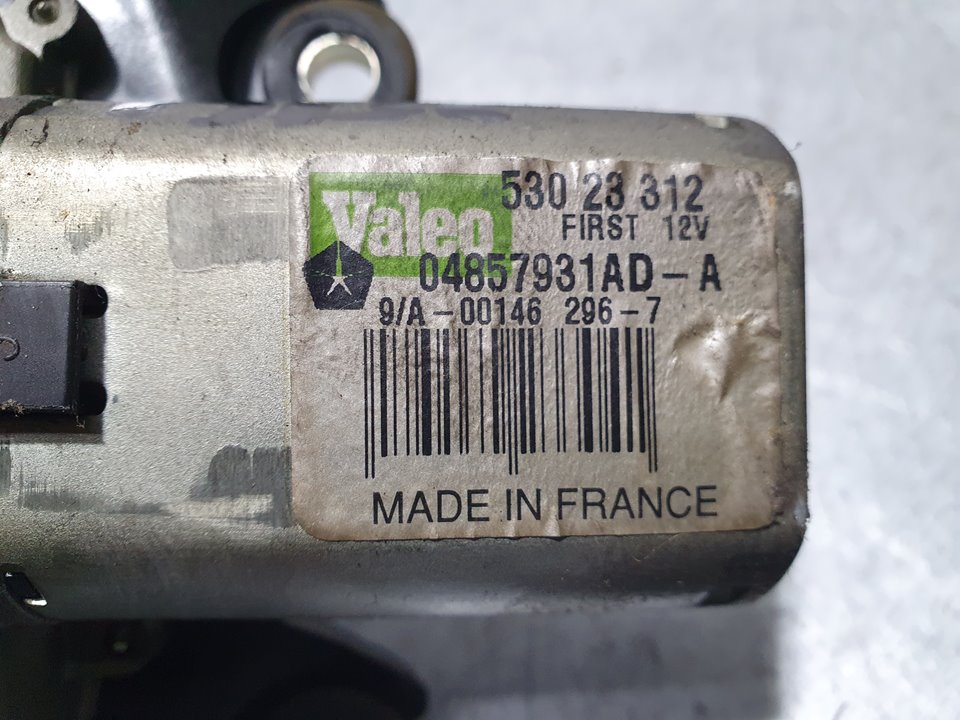 Valeo 530 23 312
FIRST 12V
04857931AD-A
9/A-00146 296-7
MADE IN FRANCE